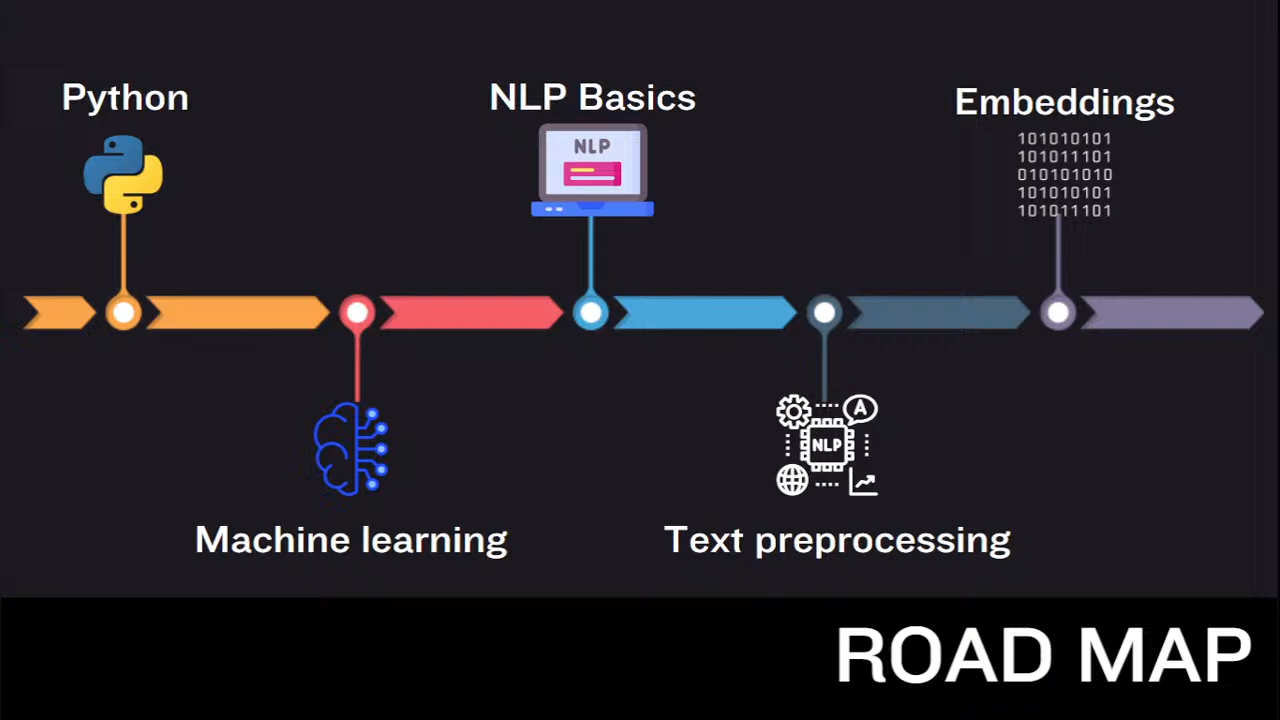 Python
NLP Basics
Embeddings
NLP
101010101
101011101
010101010
101010101
101011101
A
NLP
Machine learning
Text preprocessing
ROAD MAP